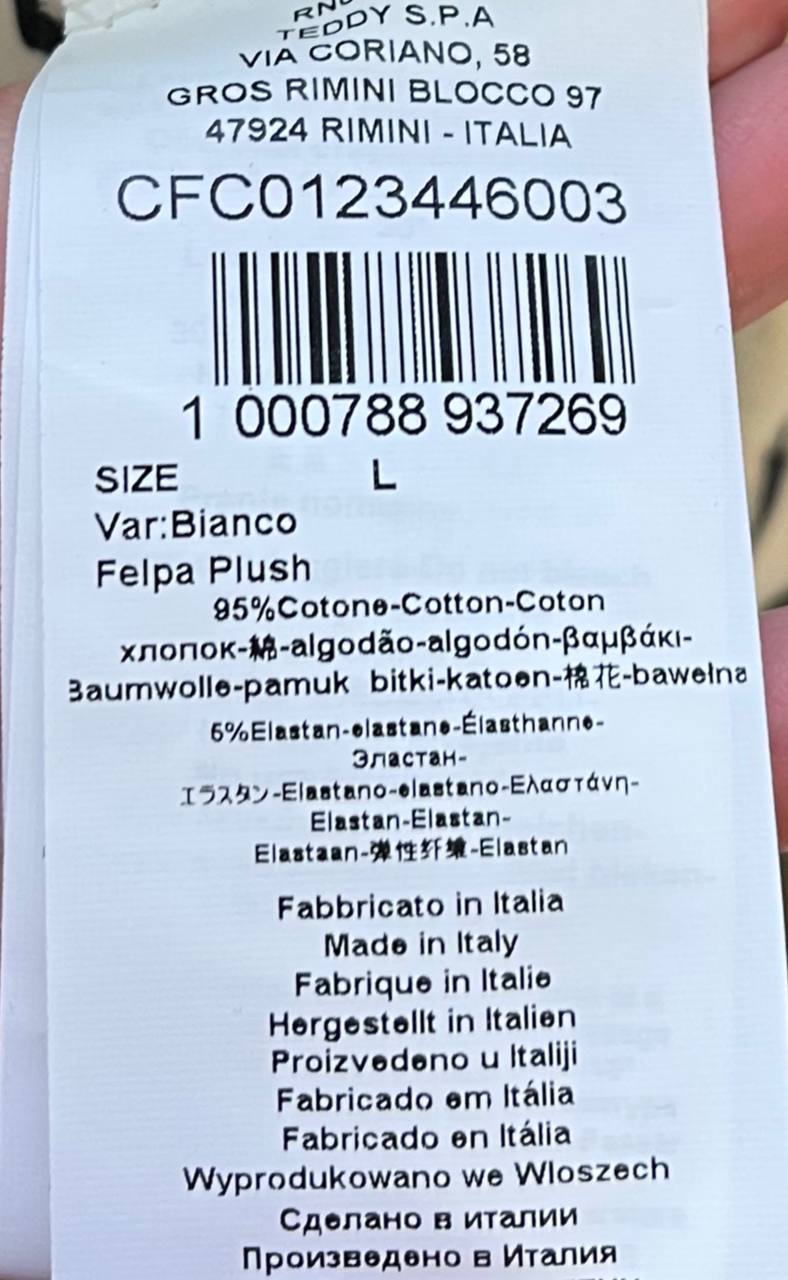 TEDDY S.P.A
VIA CORIANO, 58
GROS RIMINI BLOCCO 97
47924 RIMINI - ITALIA
CFC0123446003
1 000788 937269
SIZE L
Var:Bianco
Felpa Plush
95%Cotone-Cotton-Coton
хлопок-綿-algodão-algodón-βαμβάκι-
Baumwolle-pamuk bitki-katoen-棉花-bawełna
5%Elastan-elastane-Élasthanne-
Эластан-
エラスタン-Elastano-elastano-Ελαστάνη-
Elastan-Elastan-
Elastaan-弹性纤维-Elastan
Fabbricato in Italia
Made in Italy
Fabrique in Italie
Hergestellt in Italien
Proizvedeno u Italiji
Fabricado em Itália
Fabricado en Itália
Wyprodukowano we Wloszech
Сделано в италии
Произведено в Италия